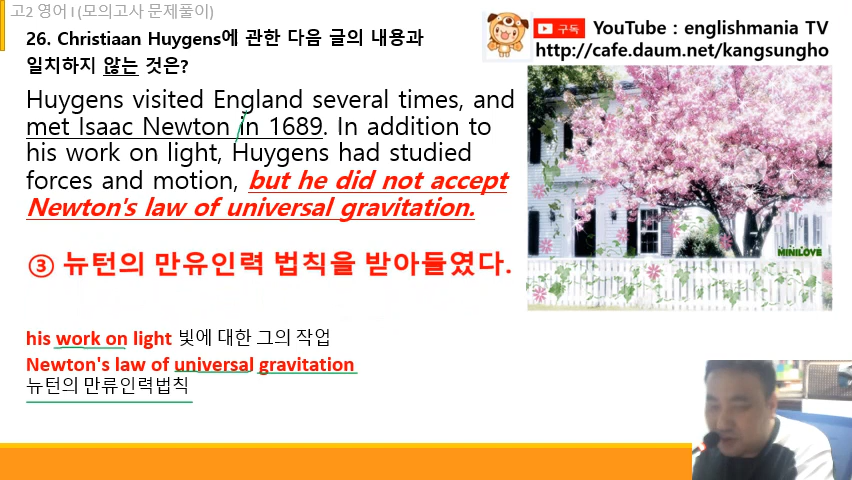 고2 영어 I (모의고사 문제풀이)
구독 YouTube : englishmania TV
http://cafe.daum.net/kangsungho
26. Christiaan Huygens에 관한 다음 글의 내용과
일치하지 않는 것은?
Huygens visited England several times, and
met Isaac Newton in 1689. In addition to
his work on light, Huygens had studied
forces and motion, but he did not accept
Newton's law of universal gravitation.
③ 뉴턴의 만유인력 법칙을 받아들였다.
MINILOVE
his work on light 빛에 대한 그의 작업
Newton's law of universal gravitation
뉴턴의 만류인력법칙